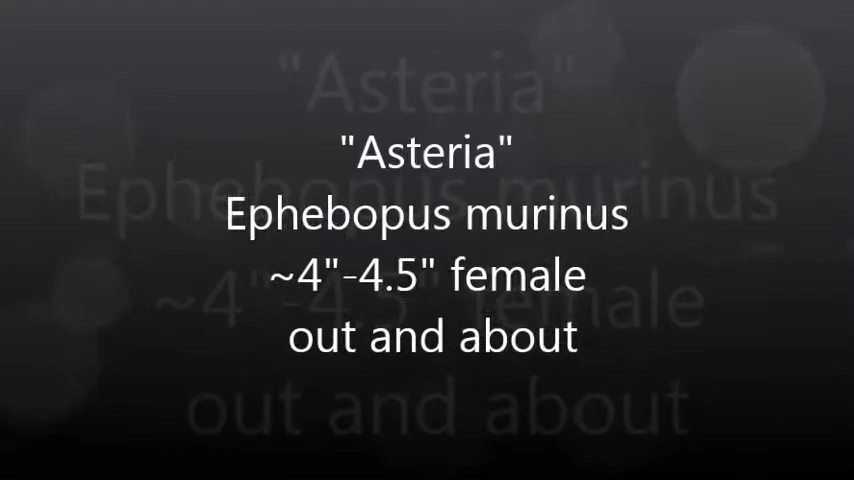 "Asteria"
Ephebopus murinus
~4"-4.5" female
out and about